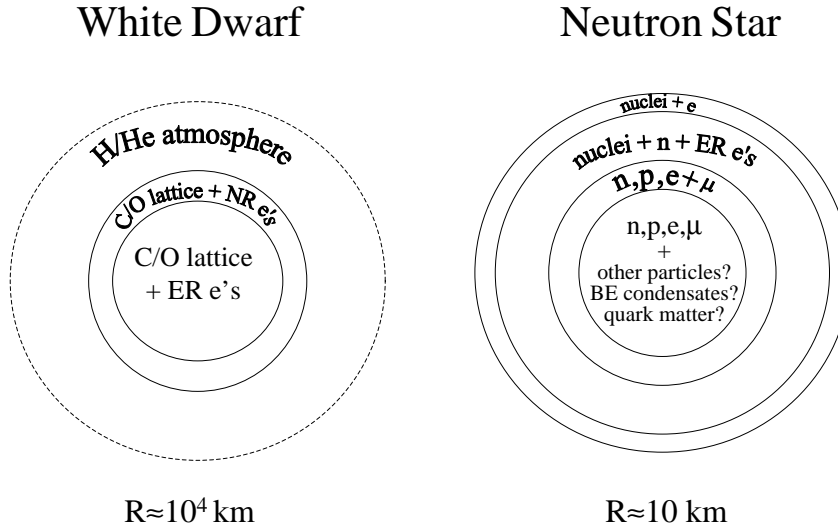 White Dwarf
H/He atmosphere
C/O lattice + NR e's
C/O lattice
+ ER e's
R≈10⁴ km
Neutron Star
nuclei + e
nuclei + n + ER e's
n,p,e+μ
n,p,e,μ
+
other particles?
BE condensates?
quark matter?
R≈10 km